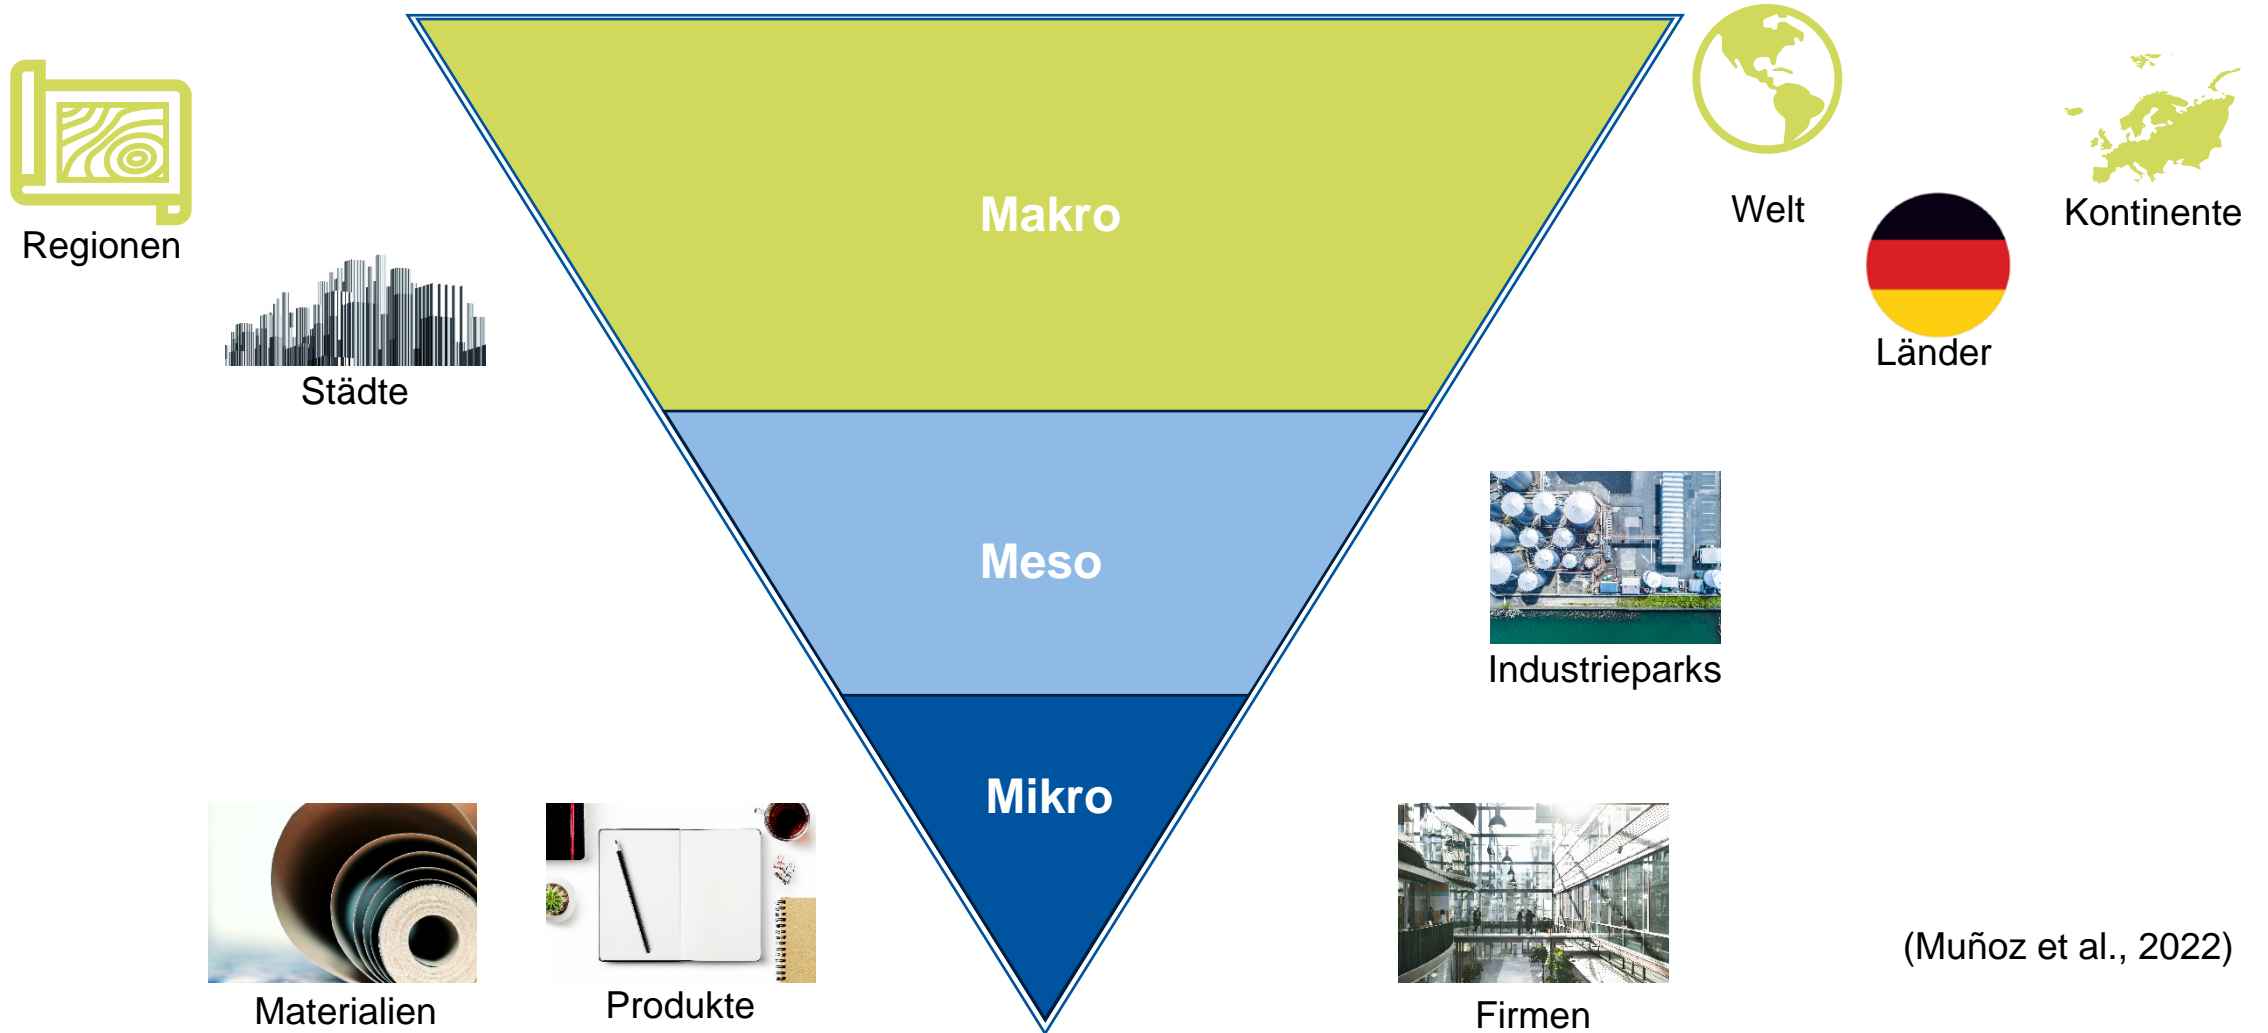 Makro
Welt
Kontinente
Regionen
Länder
Städte
Meso
Industrieparks
Mikro
Materialien
Produkte
Firmen
(Muñoz et al., 2022)